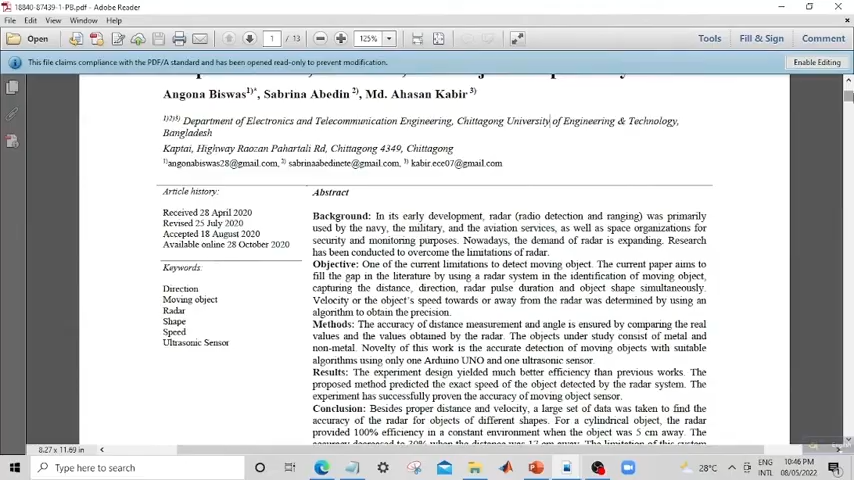 18840-87439-1-PB.pdf - Adobe Reader
File Edit View Window Help
Open 1 / 13 125% Tools Fill & Sign Comment
This file claims compliance with the PDF/A standard and has been opened read-only to prevent modification. Enable Editing
Angona Biswas1)*, Sabrina Abedin 2), Md. Ahasan Kabir 3)
1)2)3) Department of Electronics and Telecommunication Engineering, Chittagong University of Engineering & Technology,
Bangladesh
Kaptai, Highway Raozan Pahartali Rd, Chittagong 4349, Chittagong
1)angonabiswas28@gmail.com, 2) sabrinaabedinete@gmail.com, 3) kabir.ece07@gmail.com
Article history:
Received 28 April 2020
Revised 25 July 2020
Accepted 18 August 2020
Available online 28 October 2020
Keywords:
Direction
Moving object
Radar
Shape
Speed
Ultrasonic Sensor
Abstract
Background: In its early development, radar (radio detection and ranging) was primarily
used by the navy, the military, and the aviation services, as well as space organizations for
security and monitoring purposes. Nowadays, the demand of radar is expanding. Research
has been conducted to overcome the limitations of radar.
Objective: One of the current limitations to detect moving object. The current paper aims to
fill the gap in the literature by using a radar system in the identification of moving object,
capturing the distance, direction, radar pulse duration and object shape simultaneously.
Velocity or the object's speed towards or away from the radar was determined by using an
algorithm to obtain the precision.
Methods: The accuracy of distance measurement and angle is ensured by comparing the real
values and the values obtained by the radar. The objects under study consist of metal and
non-metal. Novelty of this work is the accurate detection of moving objects with suitable
algorithms using only one Arduino UNO and one ultrasonic sensor.
Results: The experiment design yielded much better efficiency than previous works. The
proposed method predicted the exact speed of the object detected by the radar system. The
experiment has successfully proven the accuracy of moving object sensor.
Conclusion: Besides proper distance and velocity, a large set of data was taken to find the
accuracy of the radar for objects of different shapes. For a cylindrical object, the radar
provided 100% efficiency in a constant environment when the object was 5 cm away. The
accuracy decreased to 30% when the distance was 17 cm away. The limitation of this system
8.27 x 11.69 in
Type here to search
28°C
ENG
INTL
10:46 PM
08/05/2022